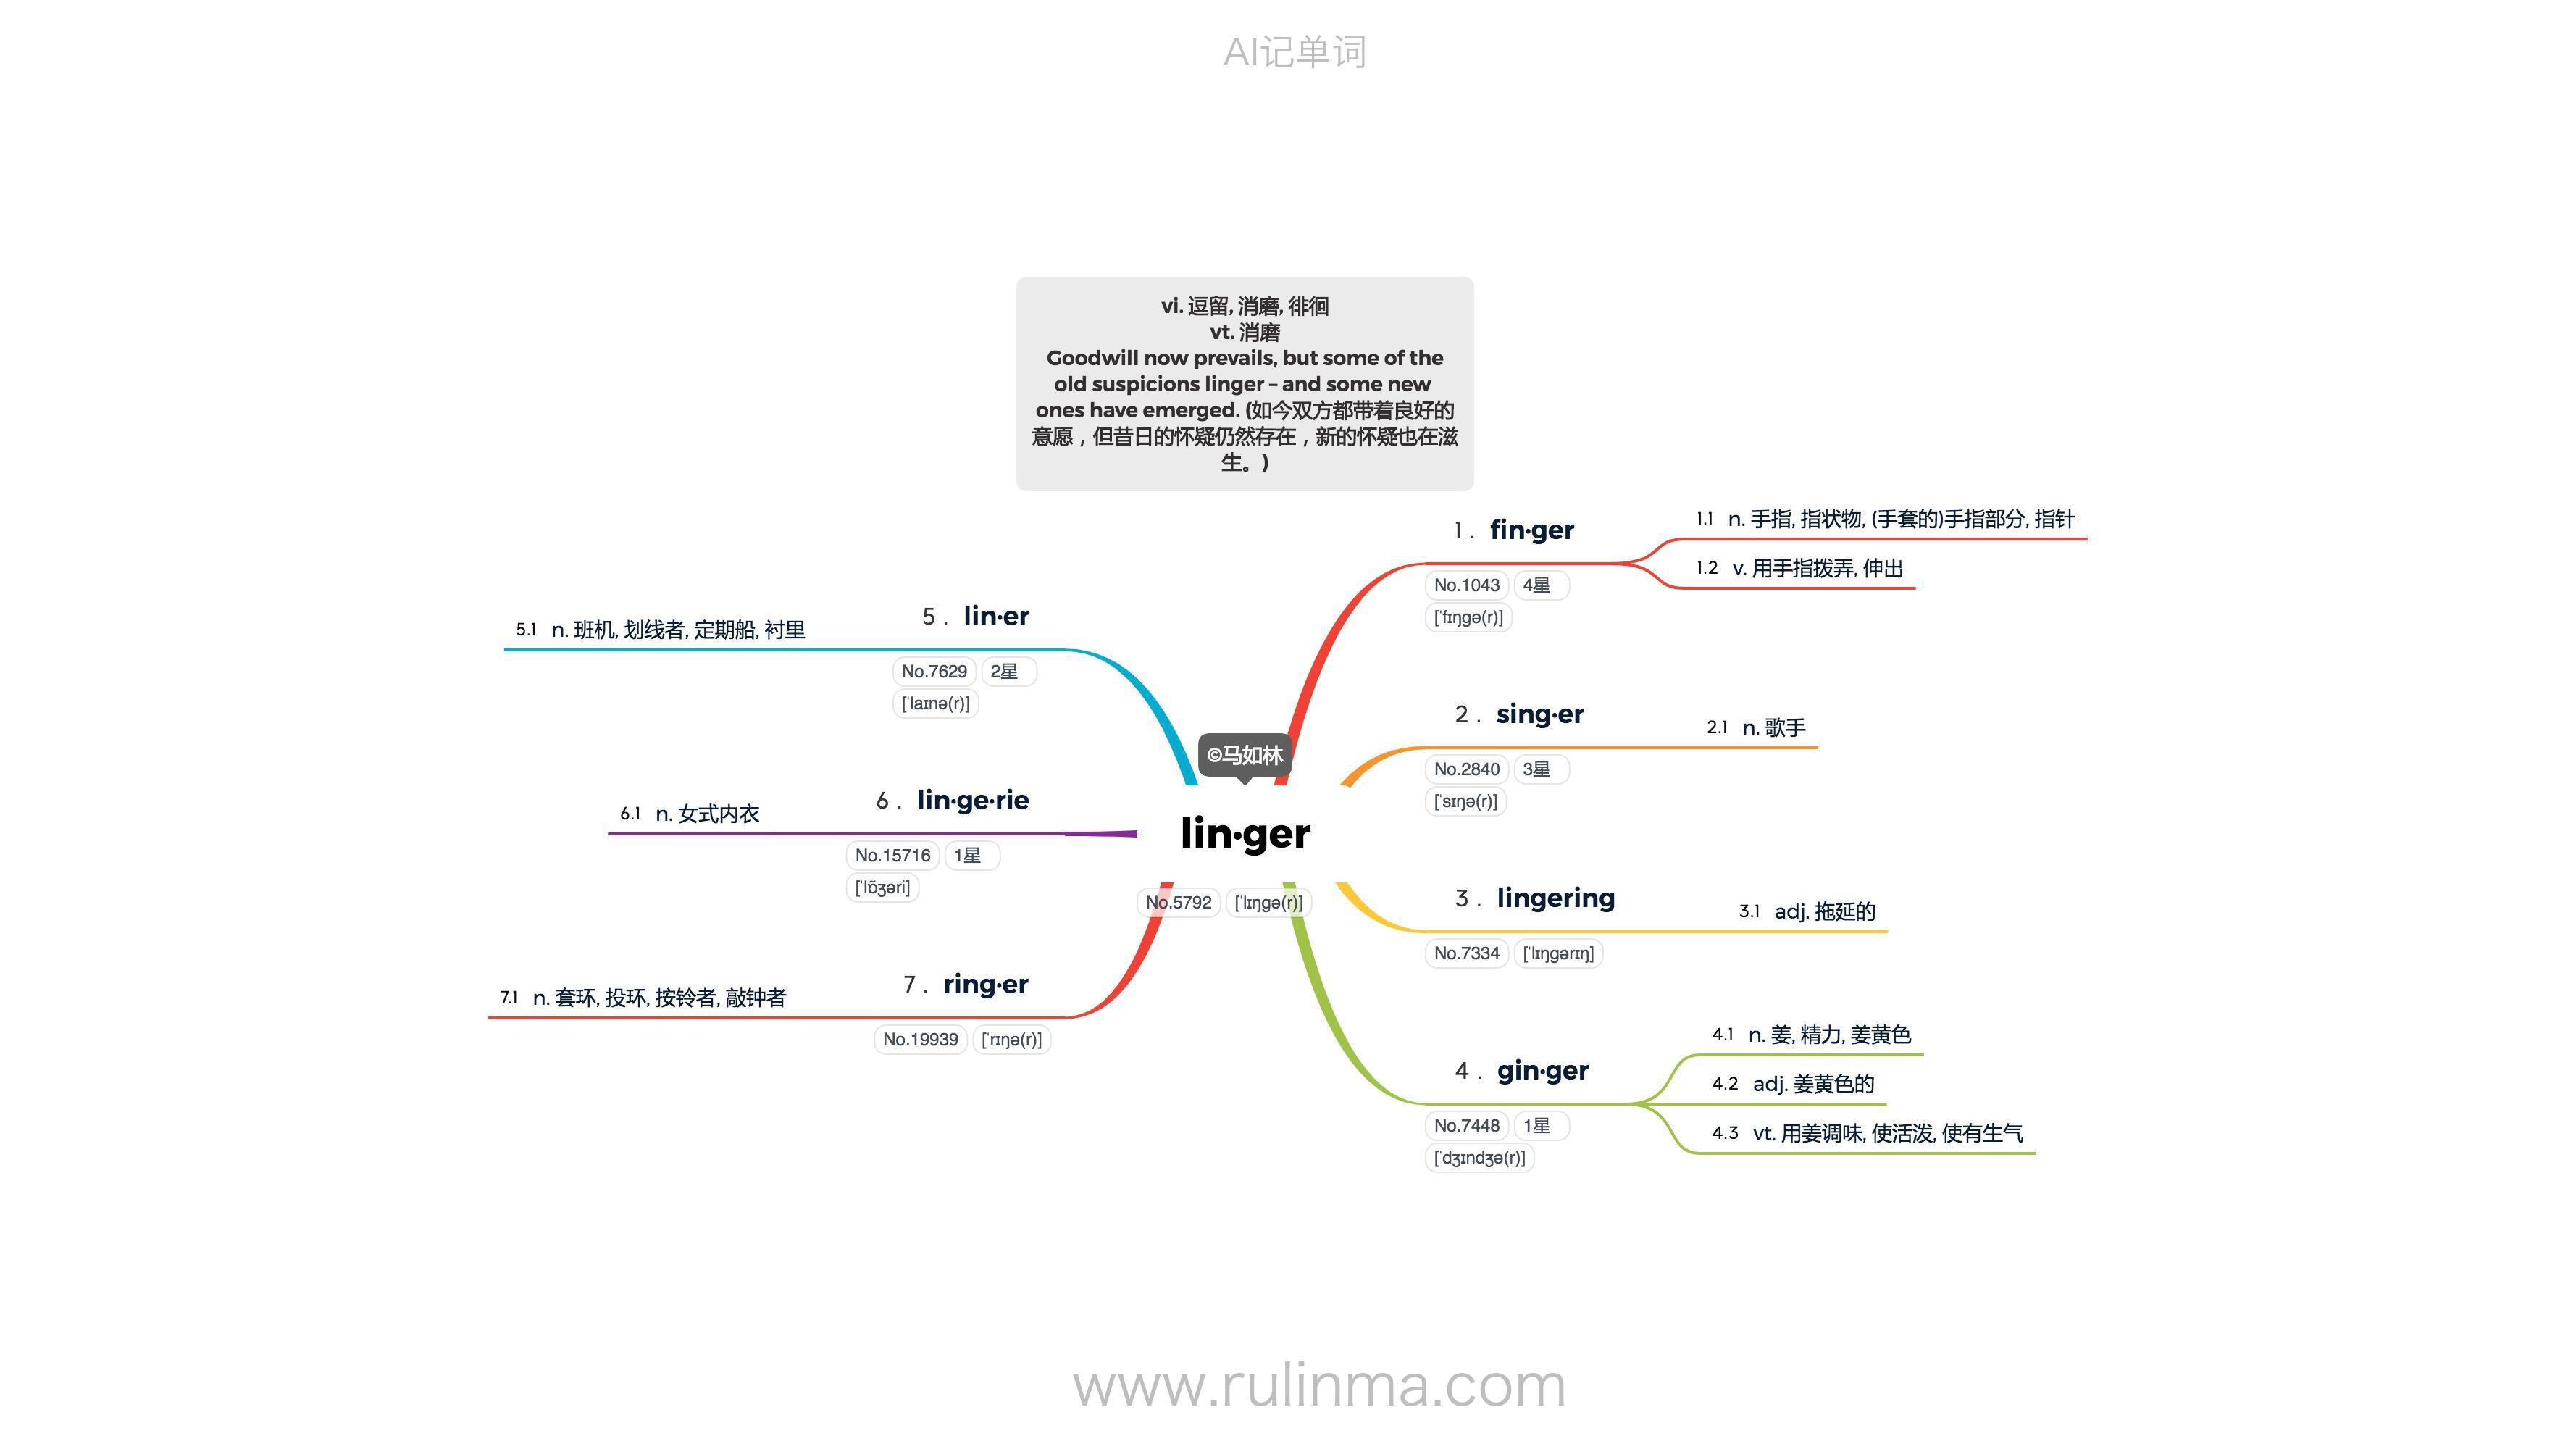 AI记单词
vi. 逗留, 消磨, 徘徊
vt. 消磨
Goodwill now prevails, but some of the
old suspicions linger – and some new
ones have emerged. (如今双方都带着良好的
意愿，但昔日的怀疑仍然存在，新的怀疑也在滋
生。)
©马如林
lin·ger
No.5792 [ˈlɪŋgə(r)]
1 . fin·ger
No.1043 4星
[ˈfɪŋgə(r)]
1.1 n. 手指, 指状物, (手套的)手指部分, 指针
1.2 v. 用手指拨弄, 伸出
2 . sing·er
No.2840 3星
[ˈsɪŋə(r)]
2.1 n. 歌手
3 . lingering
No.7334 [ˈlɪŋgərɪŋ]
3.1 adj. 拖延的
4 . gin·ger
No.7448 1星
[ˈdʒɪndʒə(r)]
4.1 n. 姜, 精力, 姜黄色
4.2 adj. 姜黄色的
4.3 vt. 用姜调味, 使活泼, 使有生气
5 . lin·er
No.7629 2星
[ˈlaɪnə(r)]
5.1 n. 班机, 划线者, 定期船, 衬里
6 . lin·ge·rie
No.15716 1星
[ˈlɒ̃ʒəri]
6.1 n. 女式内衣
7 . ring·er
No.19939 [ˈrɪŋə(r)]
7.1 n. 套环, 投环, 按铃者, 敲钟者
www.rulinma.com